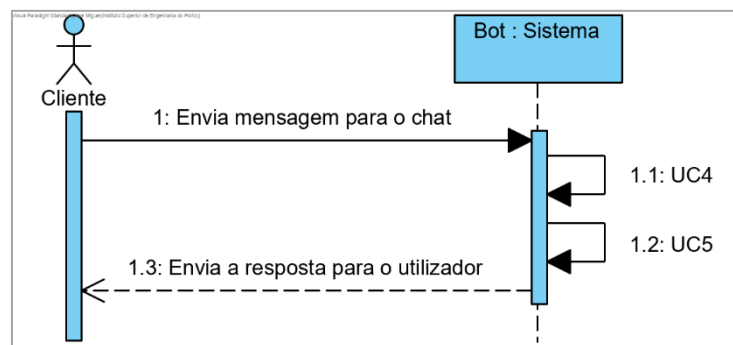 Bot : Sistema
Cliente
1: Envia mensagem para o chat
1.1: UC4
1.2: UC5
1.3: Envia a resposta para o utilizador